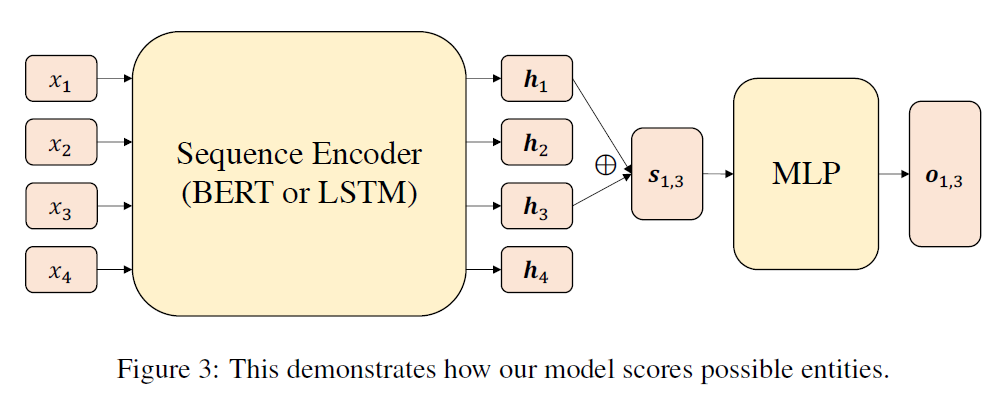 x₁
x₂
x₃
x₄
Sequence Encoder
(BERT or LSTM)
h₁
h₂
h₃
h₄
⊕
s₁,₃
MLP
o₁,₃
Figure 3: This demonstrates how our model scores possible entities.